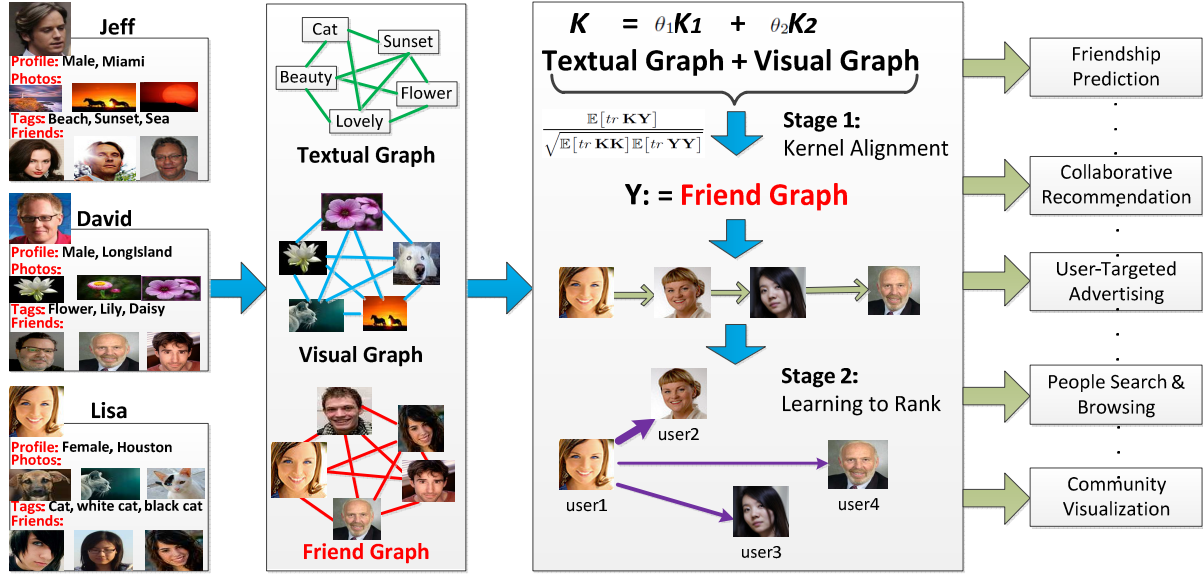 Jeff
Profile: Male, Miami
Photos:
Tags: Beach, Sunset, Sea
Friends:
David
Profile: Male, LongIsland
Photos:
Tags: Flower, Lily, Daisy
Friends:
Lisa
Profile: Female, Houston
Photos:
Tags: Cat, white cat, black cat
Friends:
Cat
Sunset
Beauty
Flower
Lovely
Textual Graph
Visual Graph
Friend Graph
K = θ1K1 + θ2K2
Textual Graph + Visual Graph
𝔼[tr KY]
√𝔼[tr KK]𝔼[tr YY]
Stage 1:
Kernel Alignment
Y: = Friend Graph
Stage 2:
Learning to Rank
user2
user1
user4
user3
Friendship
Prediction
Collaborative
Recommendation
User-Targeted
Advertising
People Search &
Browsing
Community
Visualization